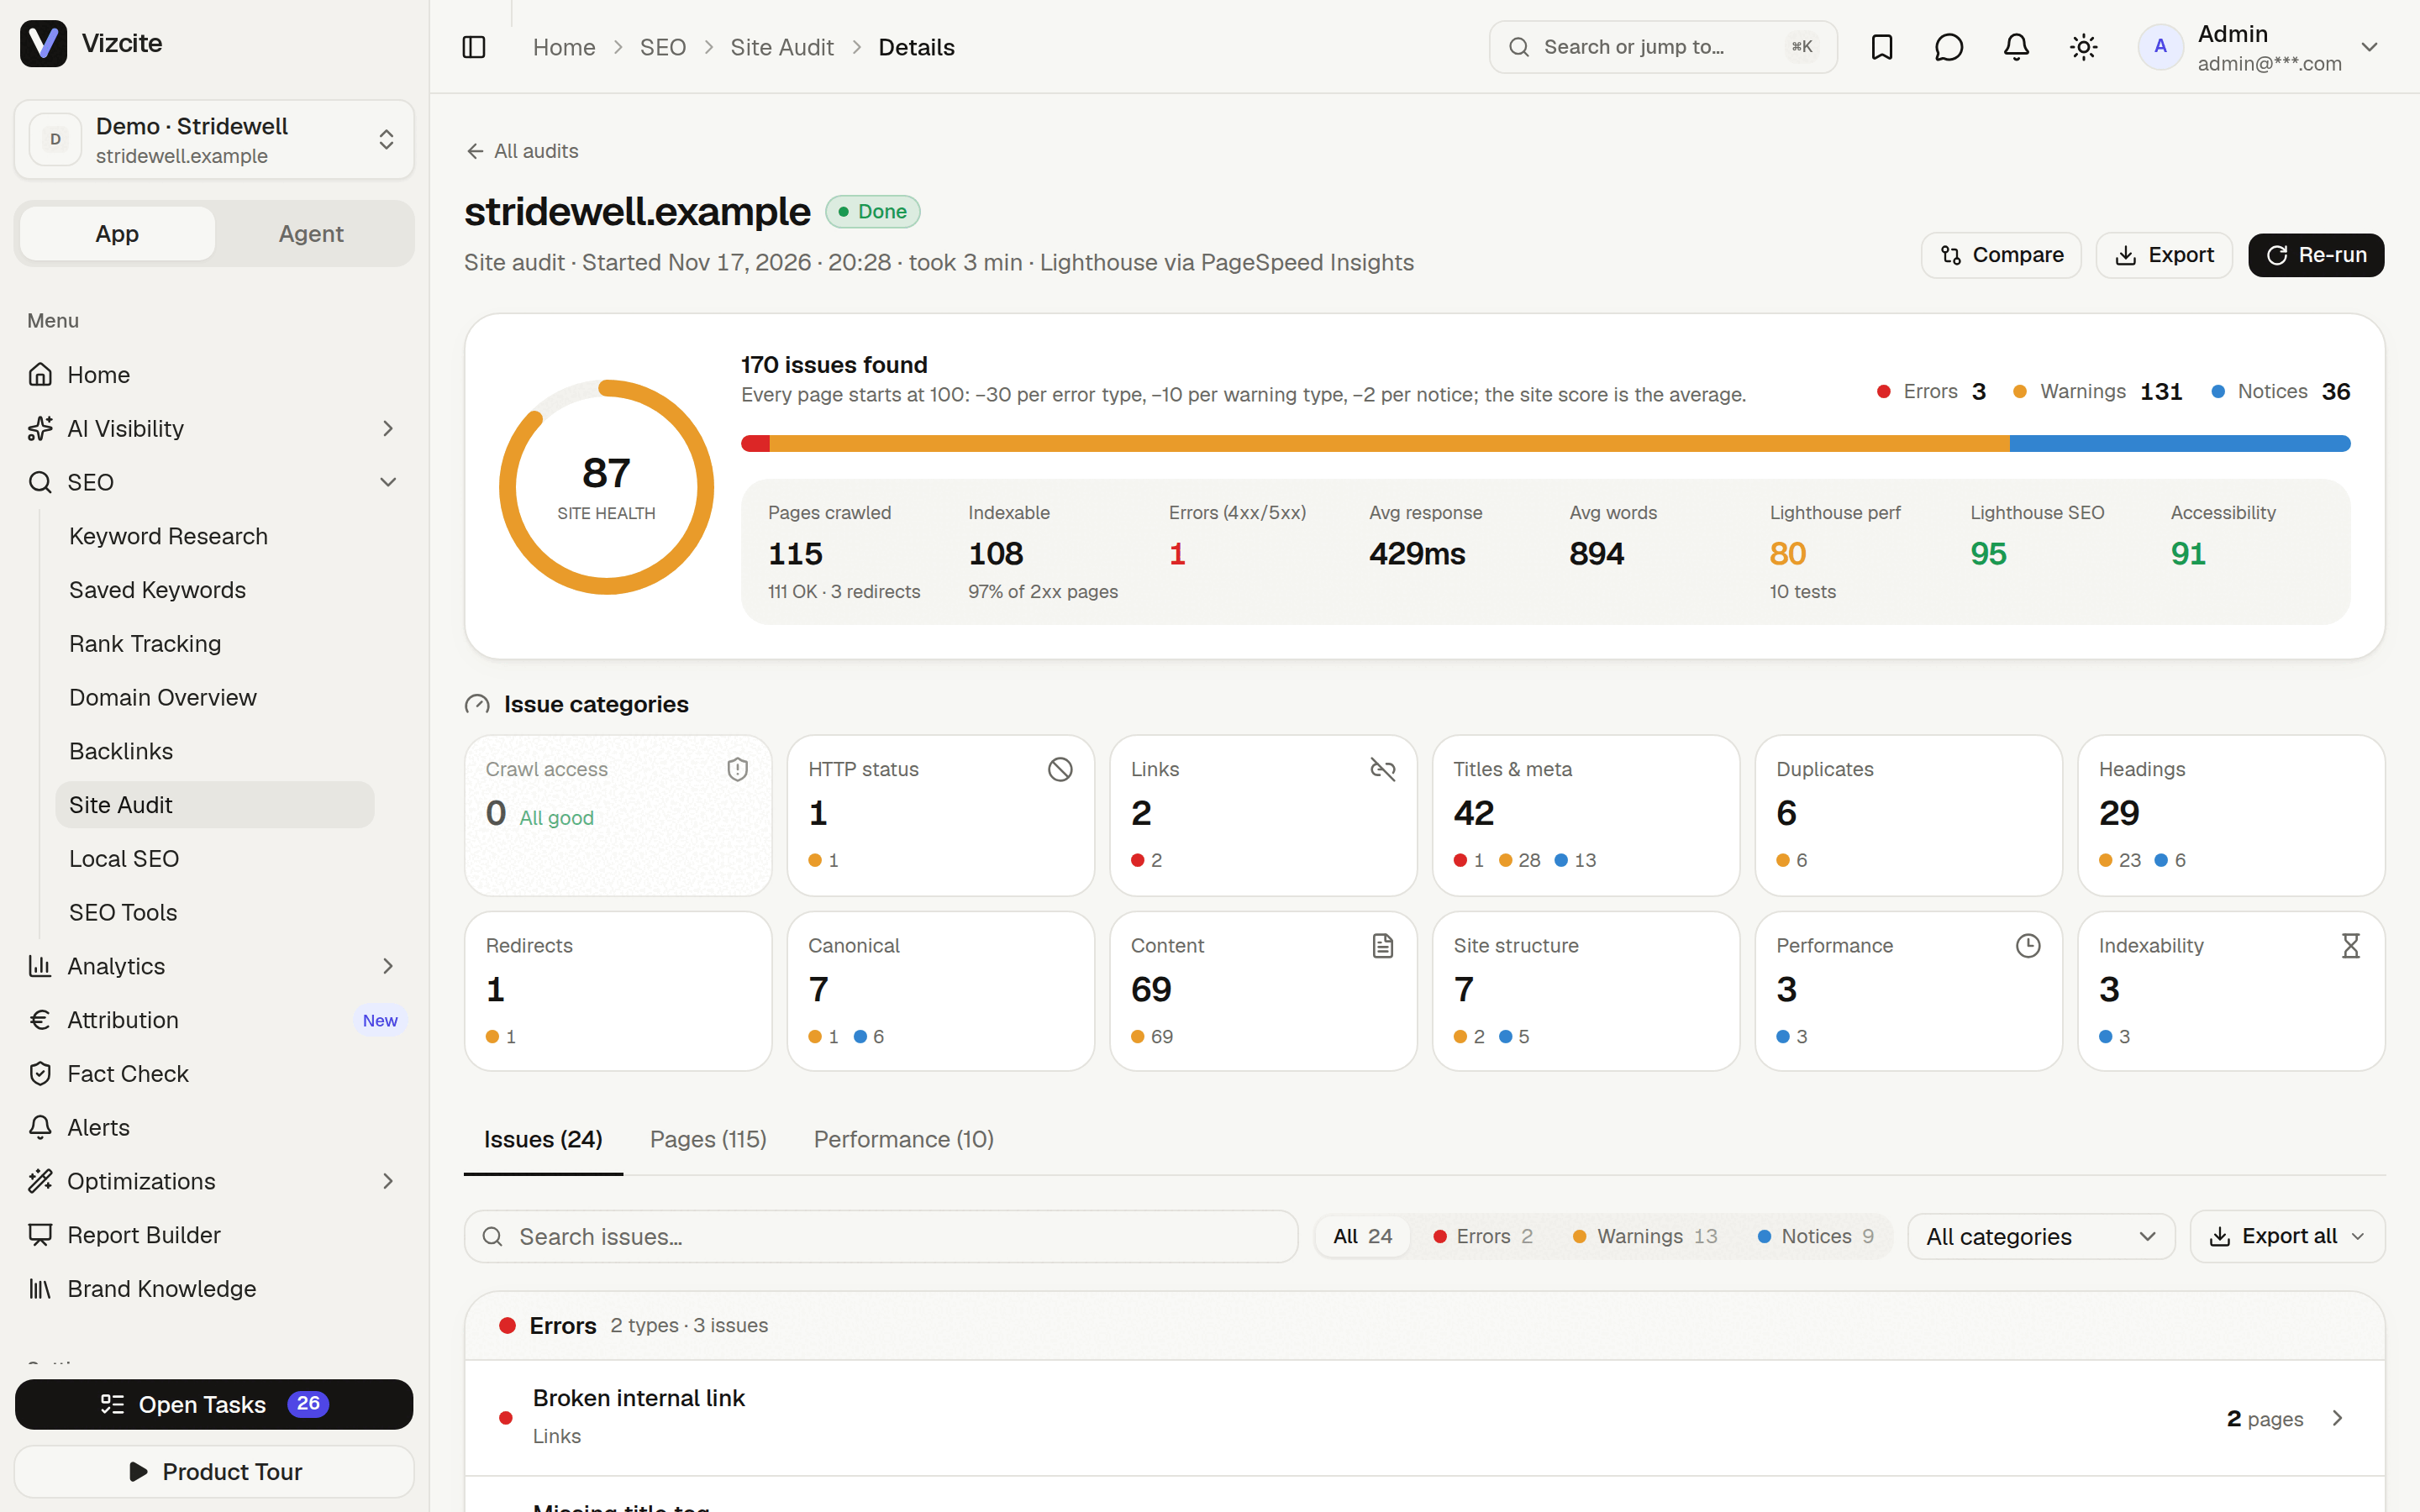 Vizcite
Demo · Stridewell
stridewell.example
D
App
Agent
Menu
Home
AI Visibility
SEO
Keyword Research
Saved Keywords
Rank Tracking
Domain Overview
Backlinks
Site Audit
Local SEO
SEO Tools
Analytics
Attribution New
Fact Check
Alerts
Optimizations
Report Builder
Brand Knowledge
Open Tasks 26
Product Tour
Home SEO Site Audit Details
Search or jump to... ⌘K
A
Admin
admin@***.com
All audits
stridewell.example Done
Site audit · Started Nov 17, 2026 · 20:28 · took 3 min · Lighthouse via PageSpeed Insights
Compare Export Re-run
87
SITE HEALTH
170 issues found
Every page starts at 100: −30 per error type, −10 per warning type, −2 per notice; the site score is the average.
Errors 3 Warnings 131 Notices 36
Pages crawled Indexable Errors (4xx/5xx) Avg response Avg words Lighthouse perf Lighthouse SEO Accessibility
115 108 1 429ms 894 80 95 91
111 OK · 3 redirects 97% of 2xx pages 10 tests
Issue categories
Crawl access HTTP status Links Titles & meta Duplicates Headings
0 All good 1 2 42 6 29
1 2 1 28 13 6 23 6
Redirects Canonical Content Site structure Performance Indexability
1 7 69 7 3 3
1 1 6 69 2 5 3 3
Issues (24) Pages (115) Performance (10)
Search issues...
All 24 Errors 2 Warnings 13 Notices 9
All categories
Export all
Errors 2 types · 3 issues
Broken internal link
Links
2 pages
Missing title tag